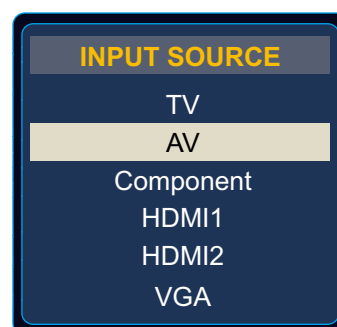 INPUT SOURCE
TV
AV
Component
HDMI1
HDMI2
VGA